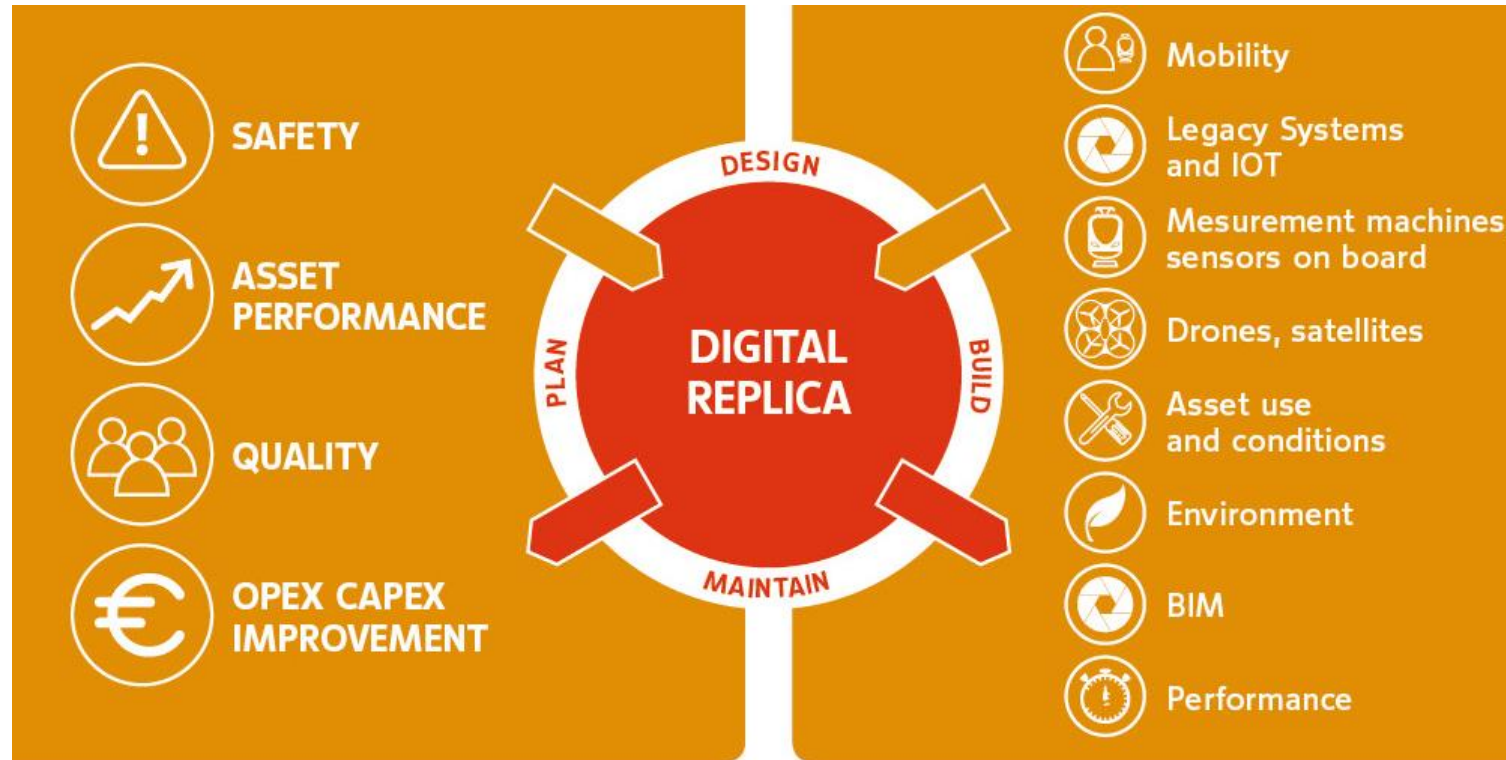 SAFETY
ASSET
PERFORMANCE
QUALITY
OPEX CAPEX
IMPROVEMENT
DESIGN
PLAN
DIGITAL
REPLICA
BUILD
MAINTAIN
Mobility
Legacy Systems
and IOT
Mesurement machines
sensors on board
Drones, satellites
Asset use
and conditions
Environment
BIM
Performance